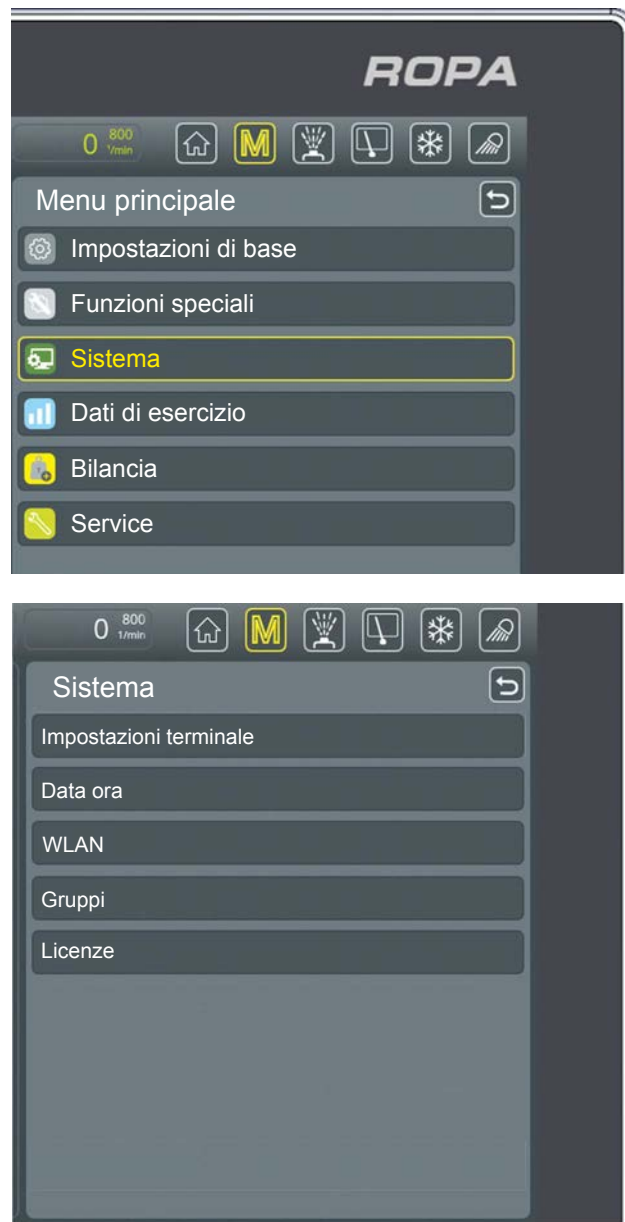 ROPA
0 800 1/min M
Menu principale
Impostazioni di base
Funzioni speciali
Sistema
Dati di esercizio
Bilancia
Service
0 800 1/min M
Sistema
Impostazioni terminale
Data ora
WLAN
Gruppi
Licenze